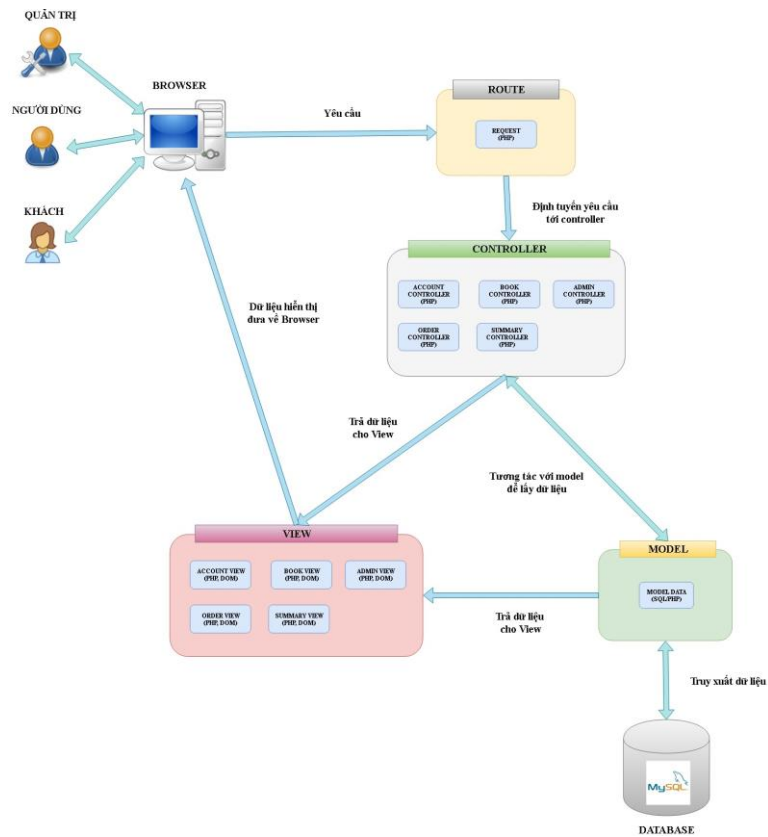 QUẢN TRỊ
BROWSER
NGƯỜI DÙNG
KHÁCH
Yêu cầu
ROUTE
REQUEST
(PHP)
Định tuyến yêu cầu
tới controller
CONTROLLER
ACCOUNT
CONTROLLER
(PHP)
BOOK
CONTROLLER
(PHP)
ADMIN
CONTROLLER
(PHP)
ORDER
CONTROLLER
(PHP)
SUMMARY
CONTROLLER
(PHP)
Dữ liệu hiển thị
đưa về Browser
Trả dữ liệu
cho View
Tương tác với model
để lấy dữ liệu
VIEW
ACCOUNT VIEW
(PHP, DOM)
BOOK VIEW
(PHP, DOM)
ADMIN VIEW
(PHP, DOM)
ORDER VIEW
(PHP, DOM)
SUMMARY VIEW
(PHP, DOM)
Trả dữ liệu
cho View
MODEL
MODEL DATA
(SQL/PHP)
Truy xuất dữ liệu
MySQL
DATABASE